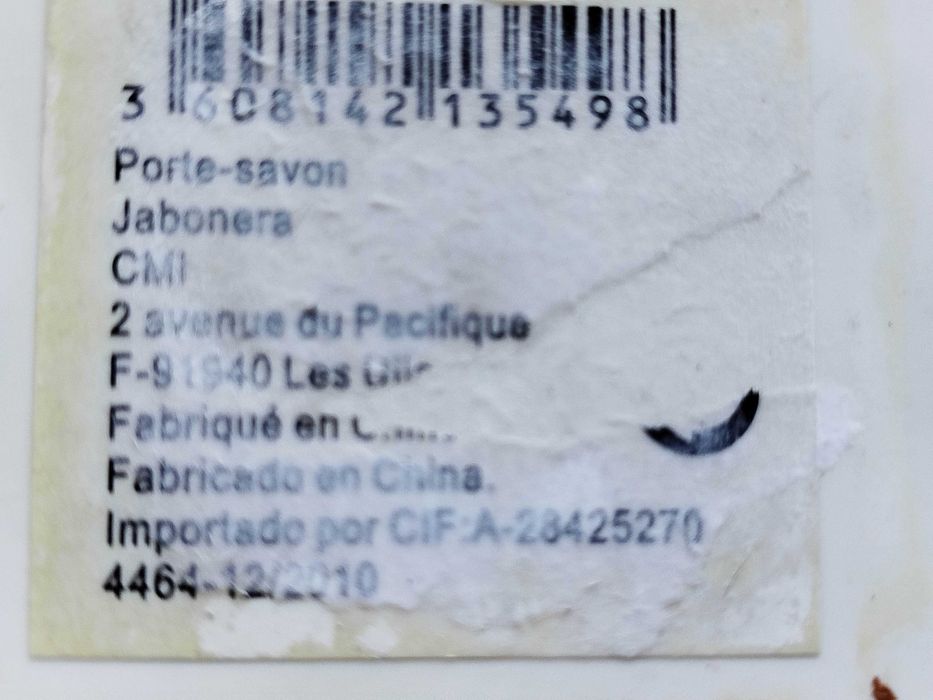 3 608142 135498
Porte-savon
Jabonera
CMI
2 avenue du Pacifique
F-91940 Les
Fabriqué en
Fabricado en China.
Importado por CIF:A-28425270
4464-12/2010